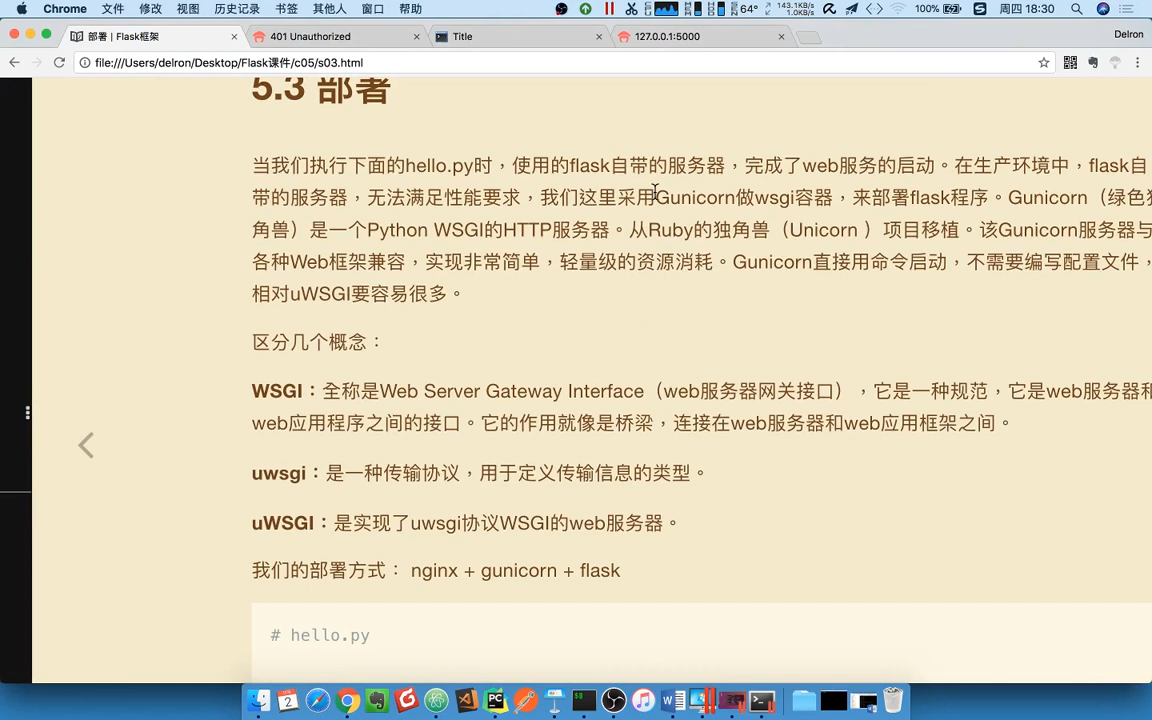 Chrome 文件 修改 视图 历史记录 书签 其他人 窗口 帮助 64° 143.1KB/s 1.0KB/s 100% 周四 18:30
部署 | Flask框架 401 Unauthorized Title 127.0.0.1:5000 Delron
file:///Users/delron/Desktop/Flask课件/c05/s03.html
5.3 部署
当我们执行下面的hello.py时，使用的flask自带的服务器，完成了web服务的启动。在生产环境中，flask自
带的服务器，无法满足性能要求，我们这里采用Gunicorn做wsgi容器，来部署flask程序。Gunicorn（绿色独
角兽）是一个Python WSGI的HTTP服务器。从Ruby的独角兽（Unicorn ）项目移植。该Gunicorn服务器与
各种Web框架兼容，实现非常简单，轻量级的资源消耗。Gunicorn直接用命令启动，不需要编写配置文件，
相对uWSGI要容易很多。
区分几个概念：
WSGI：全称是Web Server Gateway Interface（web服务器网关接口），它是一种规范，它是web服务器和
web应用程序之间的接口。它的作用就像是桥梁，连接在web服务器和web应用框架之间。
uwsgi：是一种传输协议，用于定义传输信息的类型。
uWSGI：是实现了uwsgi协议WSGI的web服务器。
我们的部署方式： nginx + gunicorn + flask
# hello.py